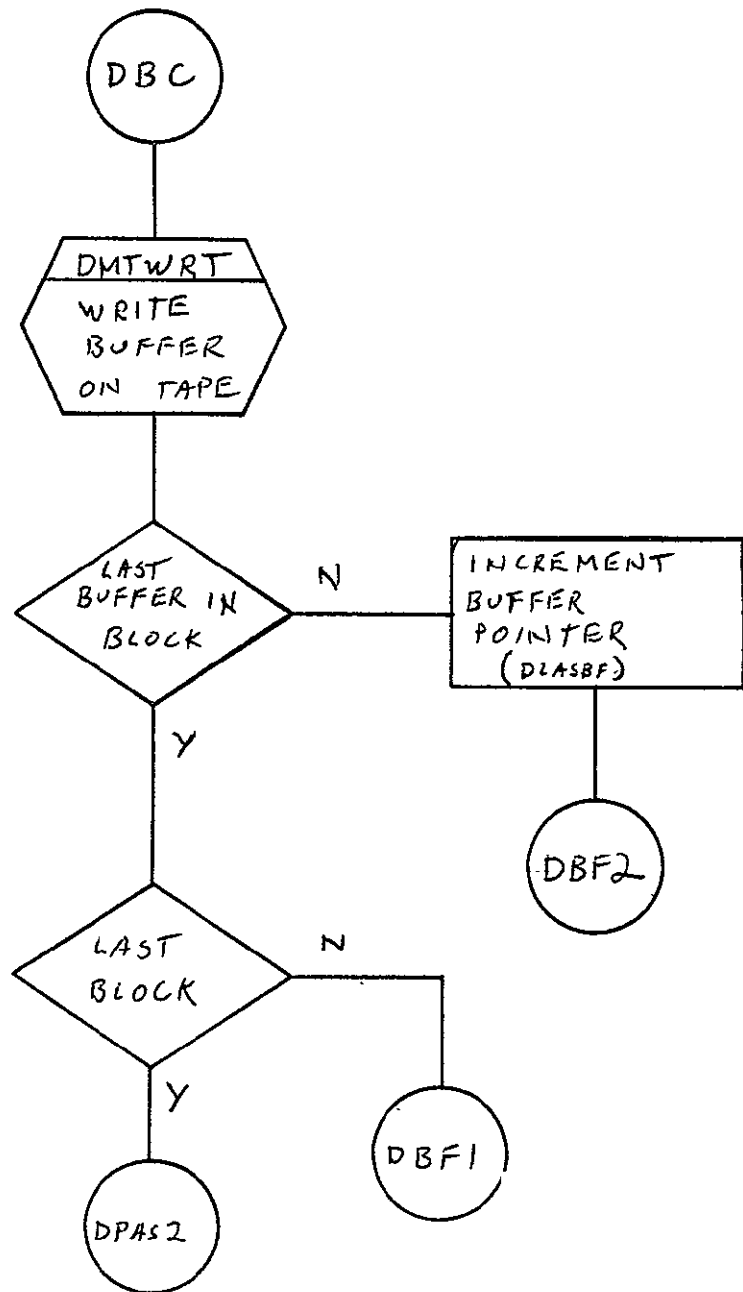 DBC
DMTWRT
WRITE
BUFFER
ON TAPE
LAST
BUFFER IN
BLOCK
N
INCREMENT
BUFFER
POINTER
(DLASBF)
Y
DBF2
LAST
BLOCK
N
Y
DBF1
DPAS2